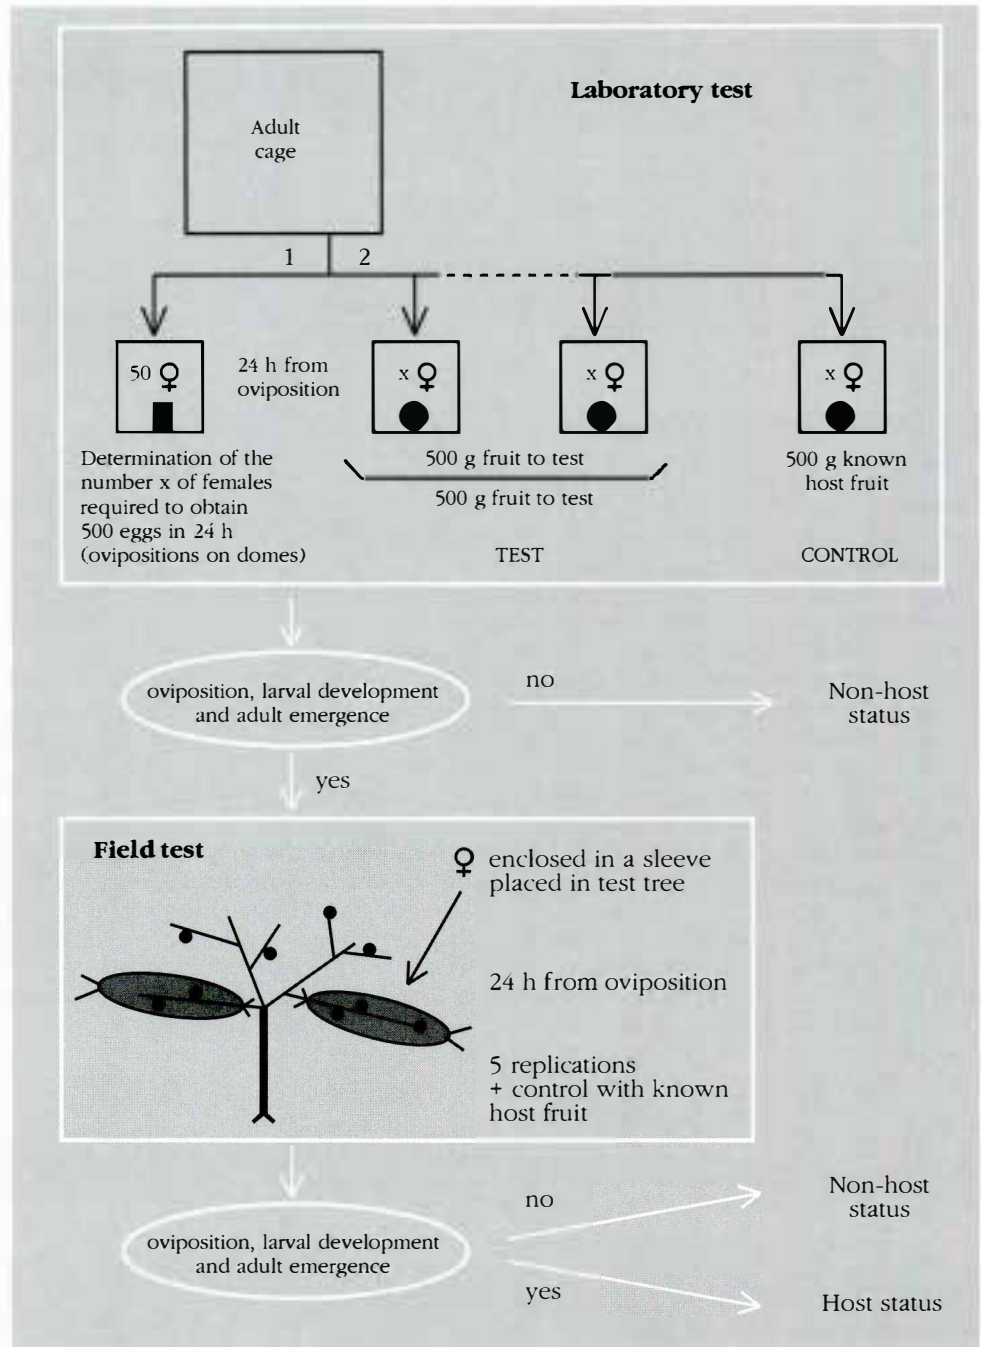 Laboratory test
Adult
cage
1 2
50 ♀
24 h from
oviposition
x ♀
x ♀
x ♀
Determination of the
number x of females
required to obtain
500 eggs in 24 h
(ovipositions on domes)
500 g fruit to test
500 g fruit to test
TEST
500 g known
host fruit
CONTROL
oviposition, larval development
and adult emergence
no
Non-host
status
yes
Field test
♀ enclosed in a sleeve
placed in test tree
24 h from oviposition
5 replications
+ control with known
host fruit
oviposition, larval development
and adult emergence
no
Non-host
status
yes
Host status